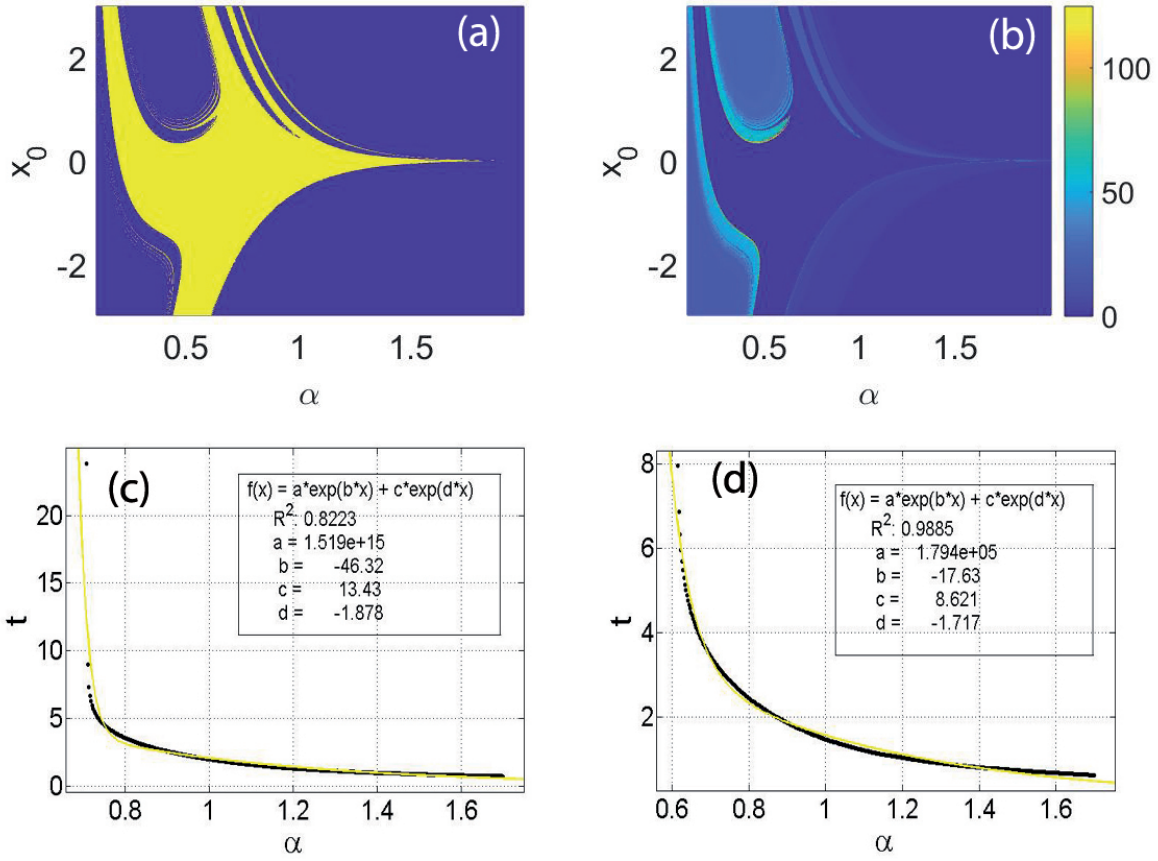 (a)
2
0
-2
x0
0.5 1 1.5
α
(b)
2
0
-2
x0
0.5 1 1.5
α
100
50
0
(c)
20
15
10
5
0
t
0.8 1 1.2 1.4 1.6
α
f(x) = a*exp(b*x) + c*exp(d*x)
R²: 0.8223
a = 1.519e+15
b = -46.32
c = 13.43
d = -1.878
(d)
8
6
4
2
t
0.6 0.8 1 1.2 1.4 1.6
α
f(x) = a*exp(b*x) + c*exp(d*x)
R²: 0.9885
a = 1.794e+05
b = -17.63
c = 8.621
d = -1.717